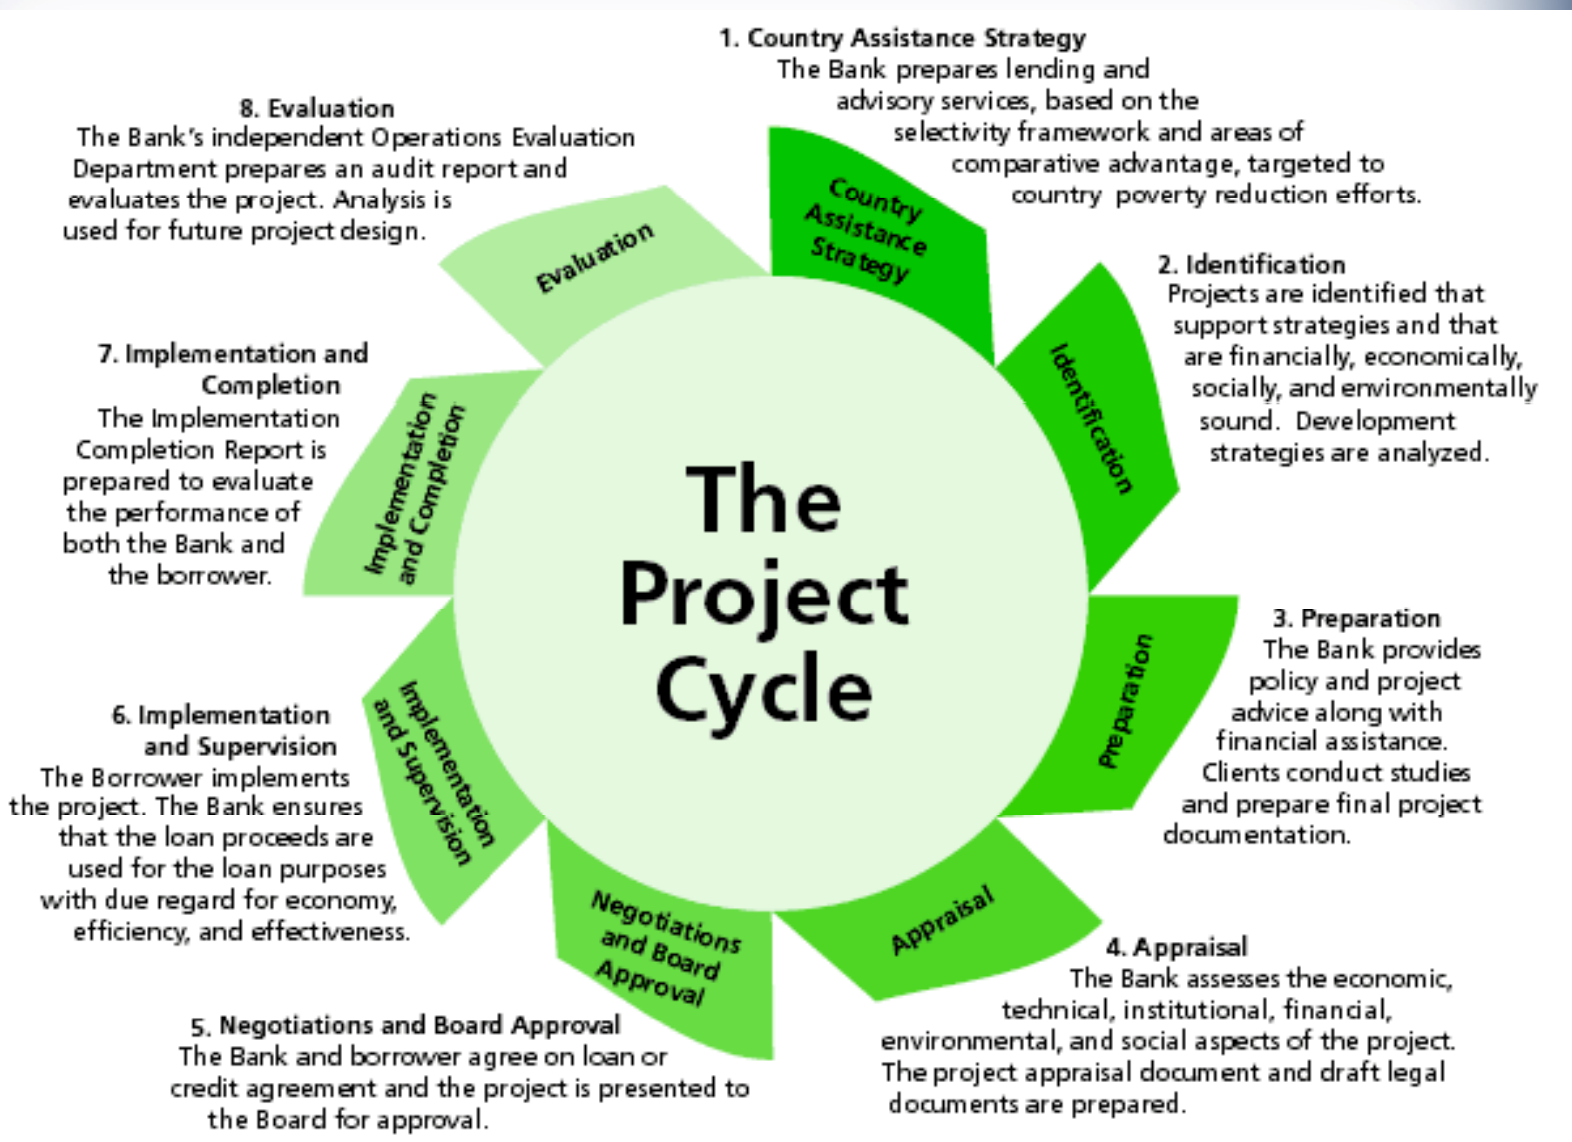 1. Country Assistance Strategy
The Bank prepares lending and
advisory services, based on the
selectivity framework and areas of
comparative advantage, targeted to
country poverty reduction efforts.
2. Identification
Projects are identified that
support strategies and that
are financially, economically,
socially, and environmentally
sound. Development
strategies are analyzed.
3. Preparation
The Bank provides
policy and project
advice along with
financial assistance.
Clients conduct studies
and prepare final project
documentation.
4. Appraisal
The Bank assesses the economic,
technical, institutional, financial,
environmental, and social aspects of the project.
The project appraisal document and draft legal
documents are prepared.
5. Negotiations and Board Approval
The Bank and borrower agree on loan or
credit agreement and the project is presented to
the Board for approval.
6. Implementation
and Supervision
The Borrower implements
the project. The Bank ensures
that the loan proceeds are
used for the loan purposes
with due regard for economy,
efficiency, and effectiveness.
7. Implementation and
Completion
The Implementation
Completion Report is
prepared to evaluate
the performance of
both the Bank and
the borrower.
8. Evaluation
The Bank's independent Operations Evaluation
Department prepares an audit report and
evaluates the project. Analysis is
used for future project design.
Country
Assistance
Strategy
Identification
Preparation
Appraisal
Negotiations
and Board
Approval
Implementation
and Supervision
Implementation
and Completion
Evaluation
The
Project
Cycle